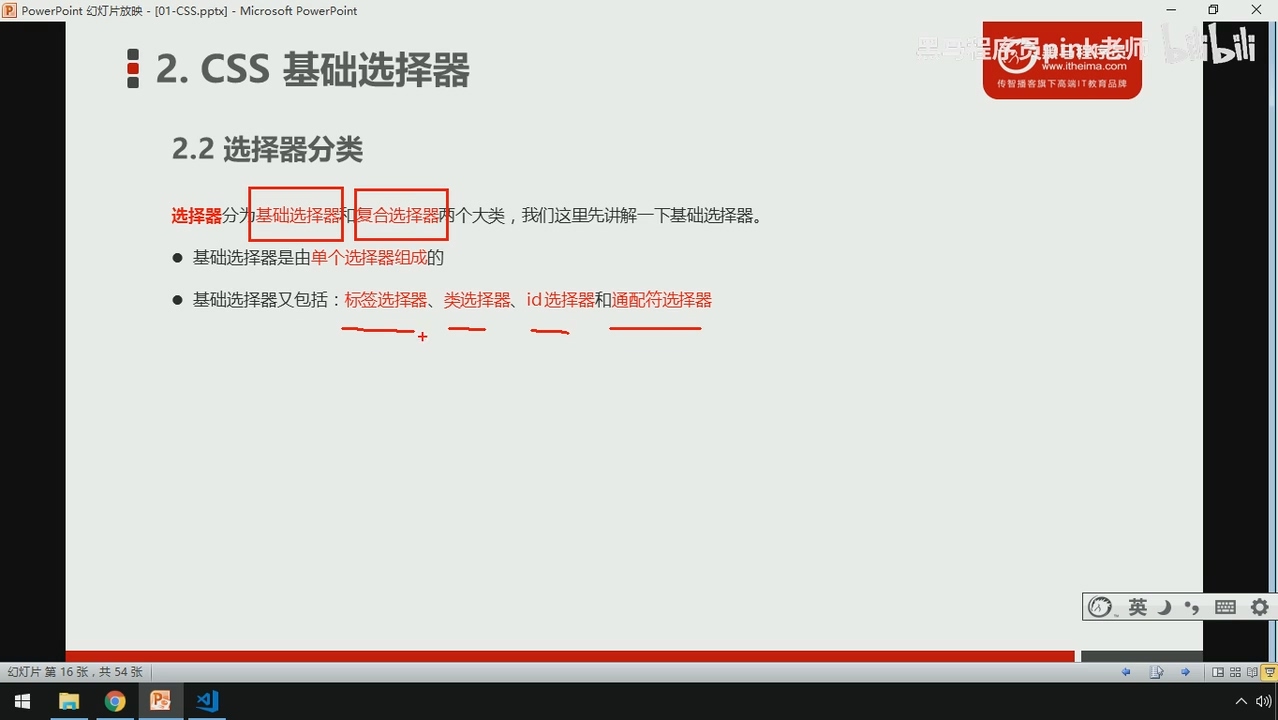 PowerPoint 幻灯片放映 - [01-CSS.pptx] - Microsoft PowerPoint
黑马程序员pink老师 bilibili
www.itheima.com
传智播客旗下高端IT教育品牌
2. CSS 基础选择器
2.2 选择器分类
选择器分为基础选择器和复合选择器两个大类，我们这里先讲解一下基础选择器。
● 基础选择器是由单个选择器组成的
● 基础选择器又包括：标签选择器、类选择器、id 选择器和通配符选择器
英
幻灯片 第 16 张，共 54 张